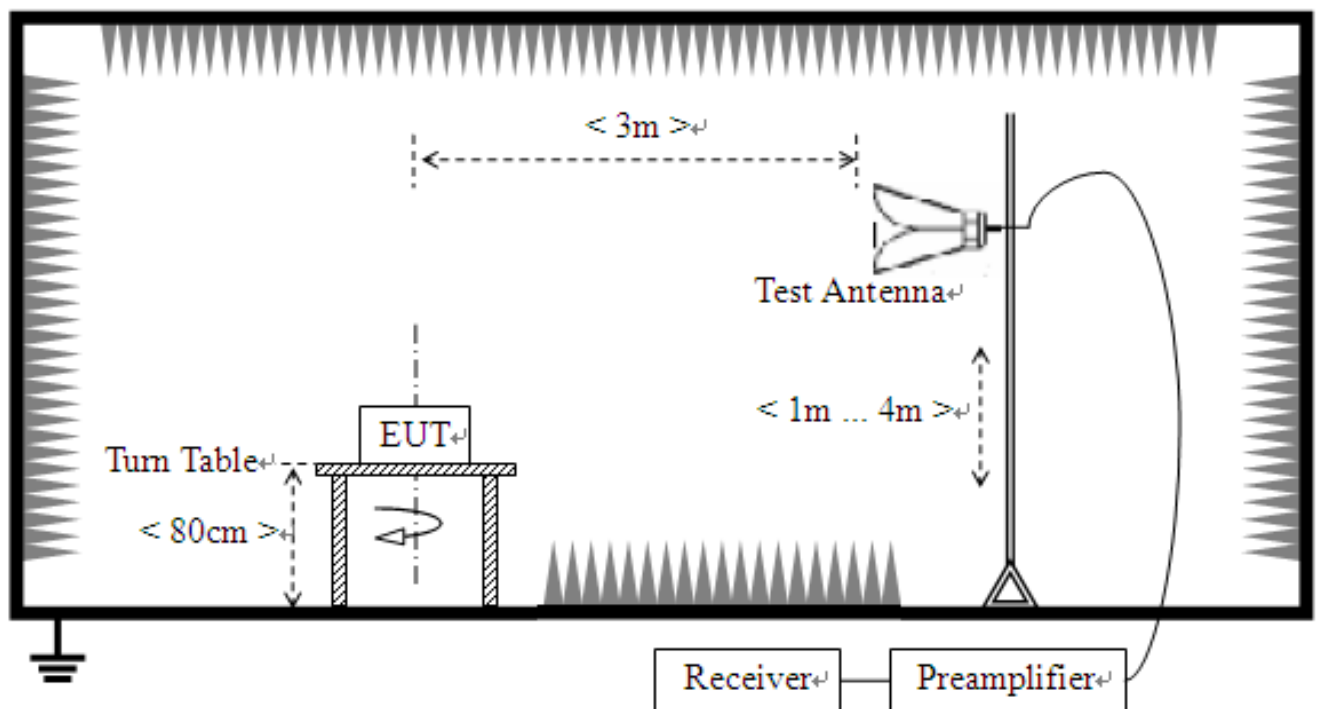 < 3m >↵
Test Antenna↵
< 1m ... 4m >↵
EUT↵
Turn Table↵
< 80cm >↵
Receiver↵
Preamplifier↵